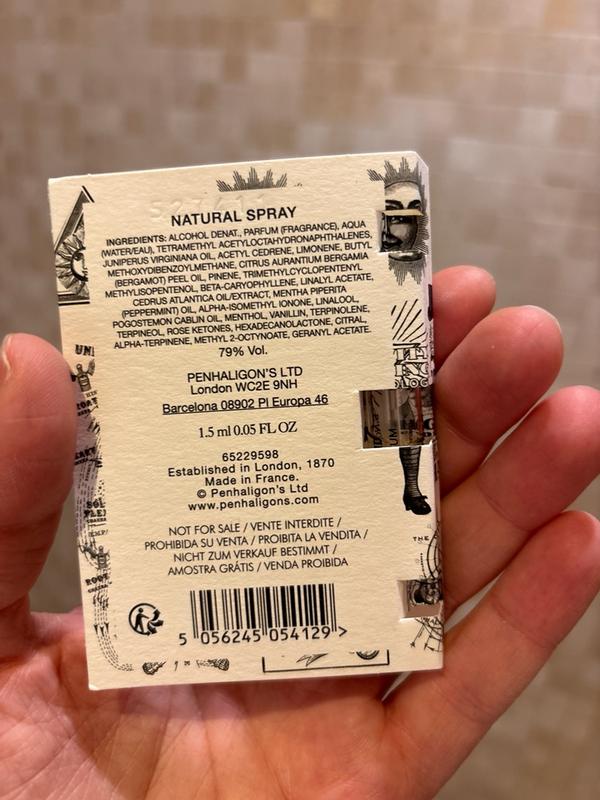 527611
NATURAL SPRAY
INGREDIENTS: ALCOHOL DENAT., PARFUM (FRAGRANCE), AQUA
(WATER/EAU), TETRAMETHYL ACETYLOCTAHYDRONAPHTHALENES,
JUNIPERUS VIRGINIANA OIL, ACETYL CEDRENE, LIMONENE, BUTYL
METHOXYDIBENZOYLMETHANE, CITRUS AURANTIUM BERGAMIA
(BERGAMOT) PEEL OIL, PINENE, TRIMETHYLCYCLOPENTENYL
METHYLISOPENTENOL, BETA-CARYOPHYLLENE, LINALYL ACETATE,
CEDRUS ATLANTICA OIL/EXTRACT, MENTHA PIPERITA
(PEPPERMINT) OIL, ALPHA-ISOMETHYL IONONE, LINALOOL,
POGOSTEMON CABLIN OIL, MENTHOL, VANILLIN, TERPINOLENE,
TERPINEOL, ROSE KETONES, HEXADECANOLACTONE, CITRAL,
ALPHA-TERPINENE, METHYL 2-OCTYNOATE, GERANYL ACETATE.
79% Vol.
PENHALIGON'S LTD
London WC2E 9NH
Barcelona 08902 Pl Europa 46
1.5 ml 0.05 FL OZ
65229598
Established in London, 1870
Made in France.
© Penhaligon's Ltd
www.penhaligons.com
NOT FOR SALE / VENTE INTERDITE /
PROHIBIDA SU VENTA / PROIBITA LA VENDITA /
NICHT ZUM VERKAUF BESTIMMT /
AMOSTRA GRÁTIS / VENDA PROIBIDA
5 056245 054129 >
THE